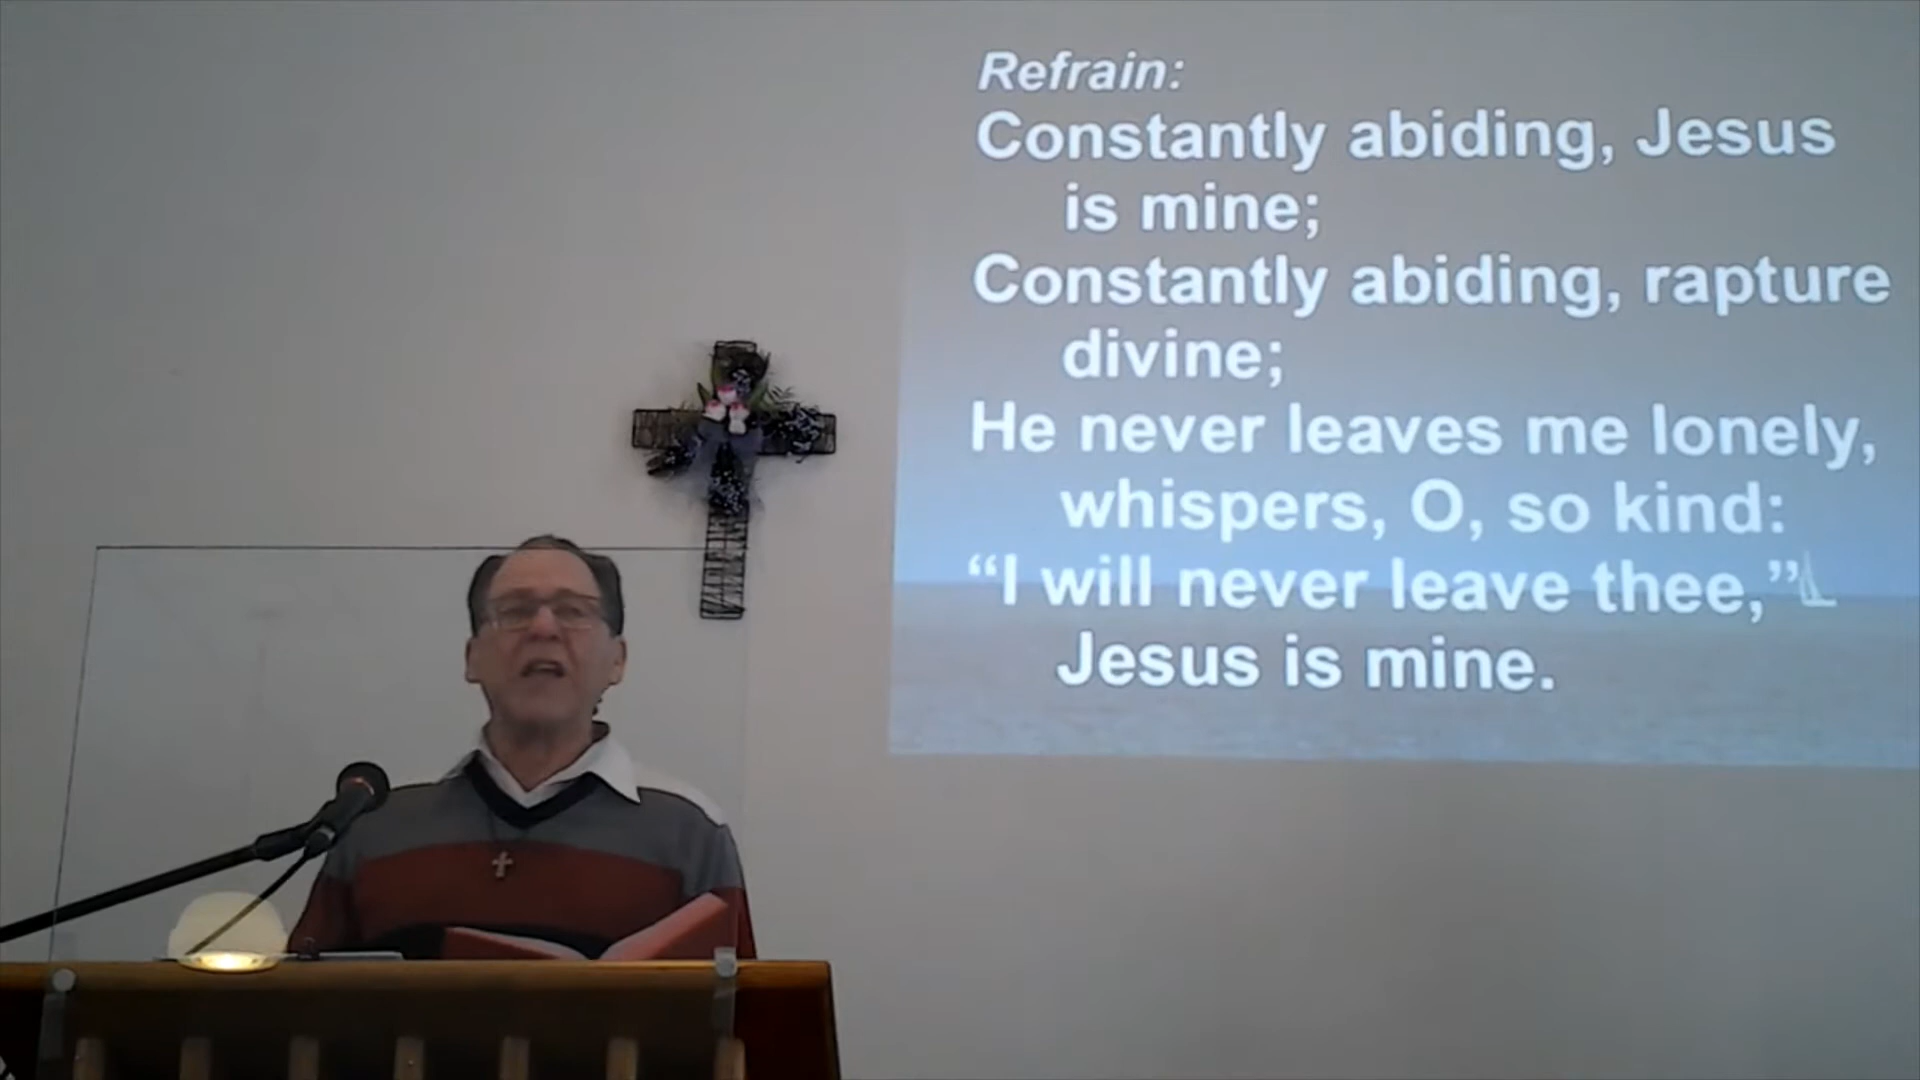 Refrain:
Constantly abiding, Jesus
is mine;
Constantly abiding, rapture
divine;
He never leaves me lonely,
whispers, O, so kind:
“I will never leave thee,”
Jesus is mine.